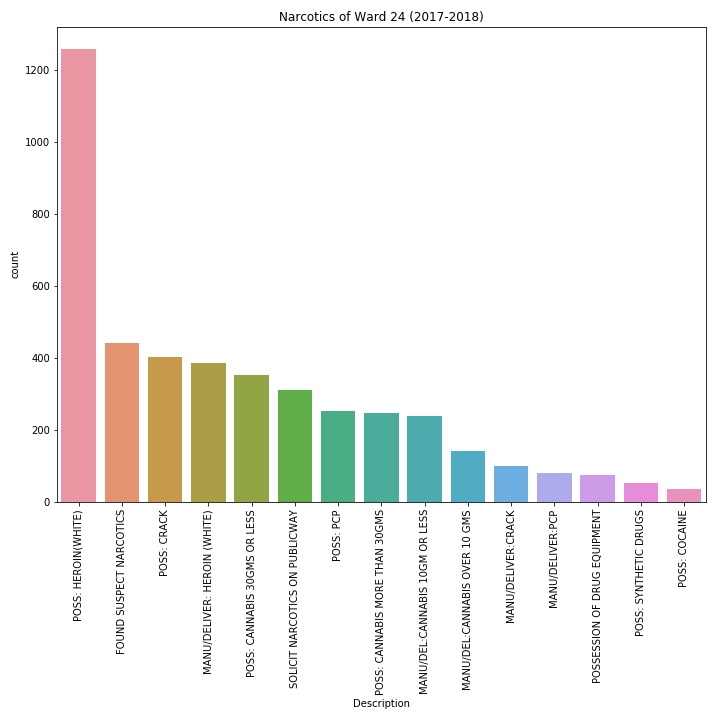 Narcotics of Ward 24 (2017-2018)
1200
1000
800
600
400
200
0
count
POSS: HEROIN(WHITE)
FOUND SUSPECT NARCOTICS
POSS: CRACK
MANU/DELIVER: HEROIN (WHITE)
POSS: CANNABIS 30GMS OR LESS
SOLICIT NARCOTICS ON PUBLICWAY
POSS: PCP
POSS: CANNABIS MORE THAN 30GMS
MANU/DEL:CANNABIS 10GM OR LESS
MANU/DEL:CANNABIS OVER 10 GMS
MANU/DELIVER:CRACK
MANU/DELIVER:PCP
POSSESSION OF DRUG EQUIPMENT
POSS: SYNTHETIC DRUGS
POSS: COCAINE
Description